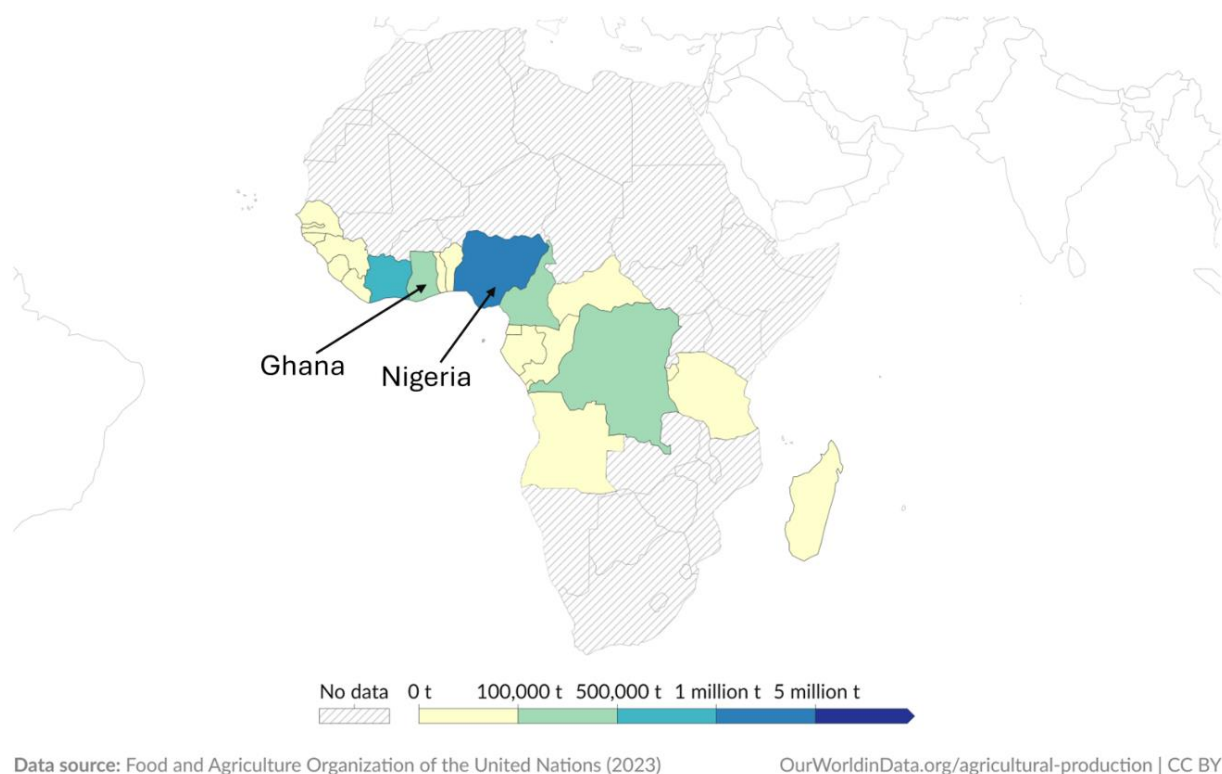 Ghana
Nigeria
No data 0 t 100,000 t 500,000 t 1 million t 5 million t
Data source: Food and Agriculture Organization of the United Nations (2023) OurWorldinData.org/agricultural-production | CC BY